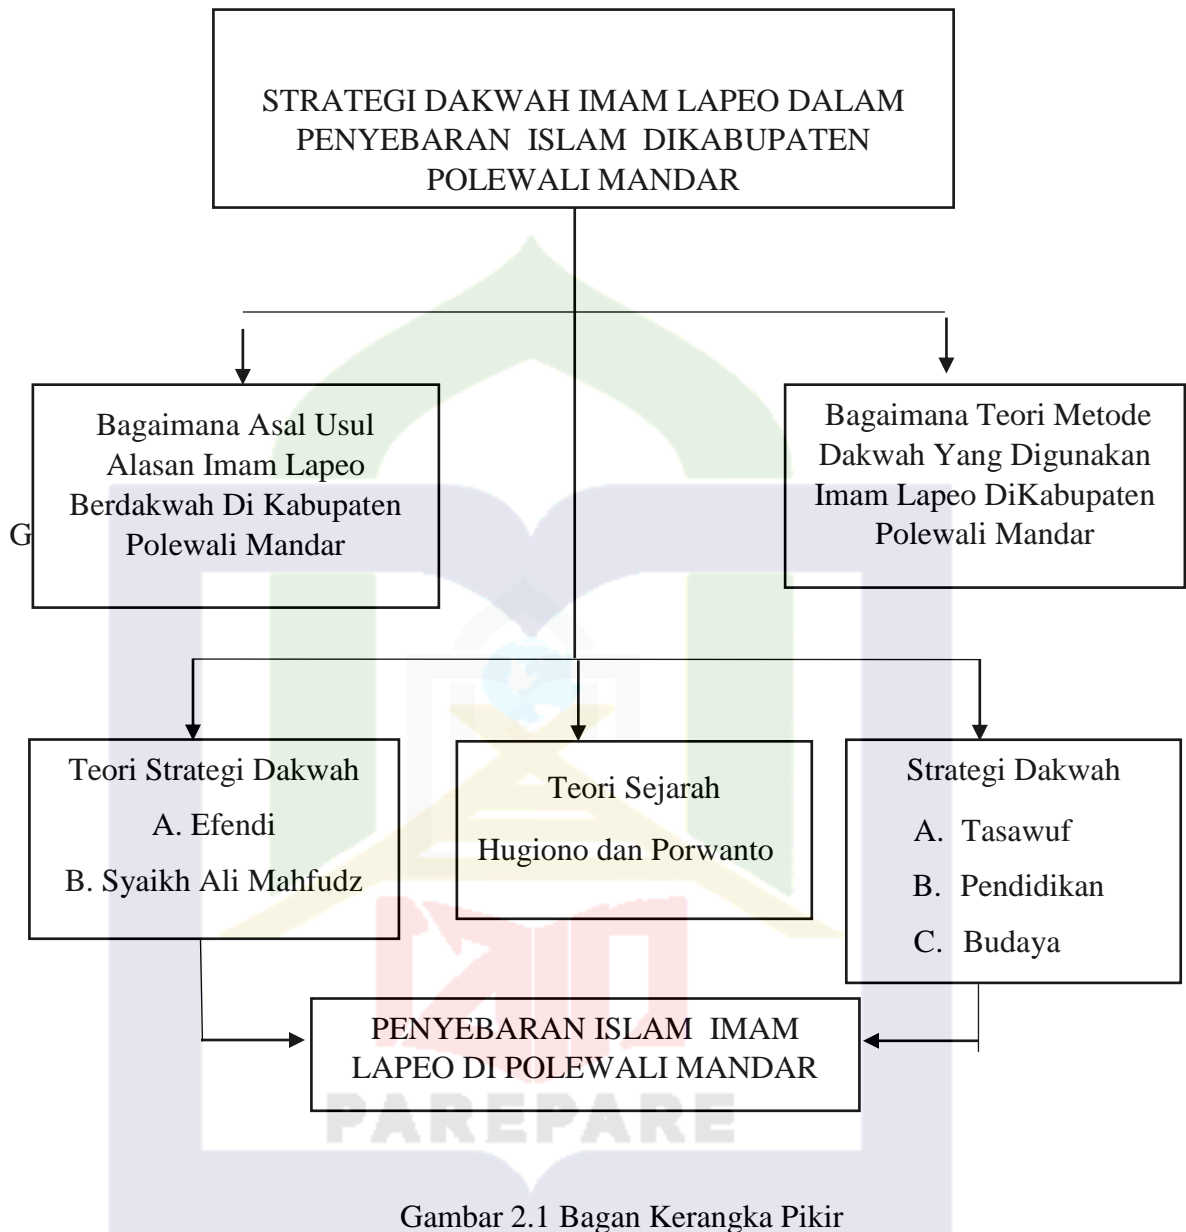 STRATEGI DAKWAH IMAM LAPEO DALAM
PENYEBARAN ISLAM DIKABUPATEN
POLEWALI MANDAR
Bagaimana Asal Usul
Alasan Imam Lapeo
Berdakwah Di Kabupaten
Polewali Mandar
G
Bagaimana Teori Metode
Dakwah Yang Digunakan
Imam Lapeo DiKabupaten
Polewali Mandar
Teori Strategi Dakwah
A. Efendi
B. Syaikh Ali Mahfudz
Teori Sejarah
Hugiono dan Porwanto
Strategi Dakwah
A. Tasawuf
B. Pendidikan
C. Budaya
PENYEBARAN ISLAM IMAM
LAPEO DI POLEWALI MANDAR
PAREPARE
Gambar 2.1 Bagan Kerangka Pikir